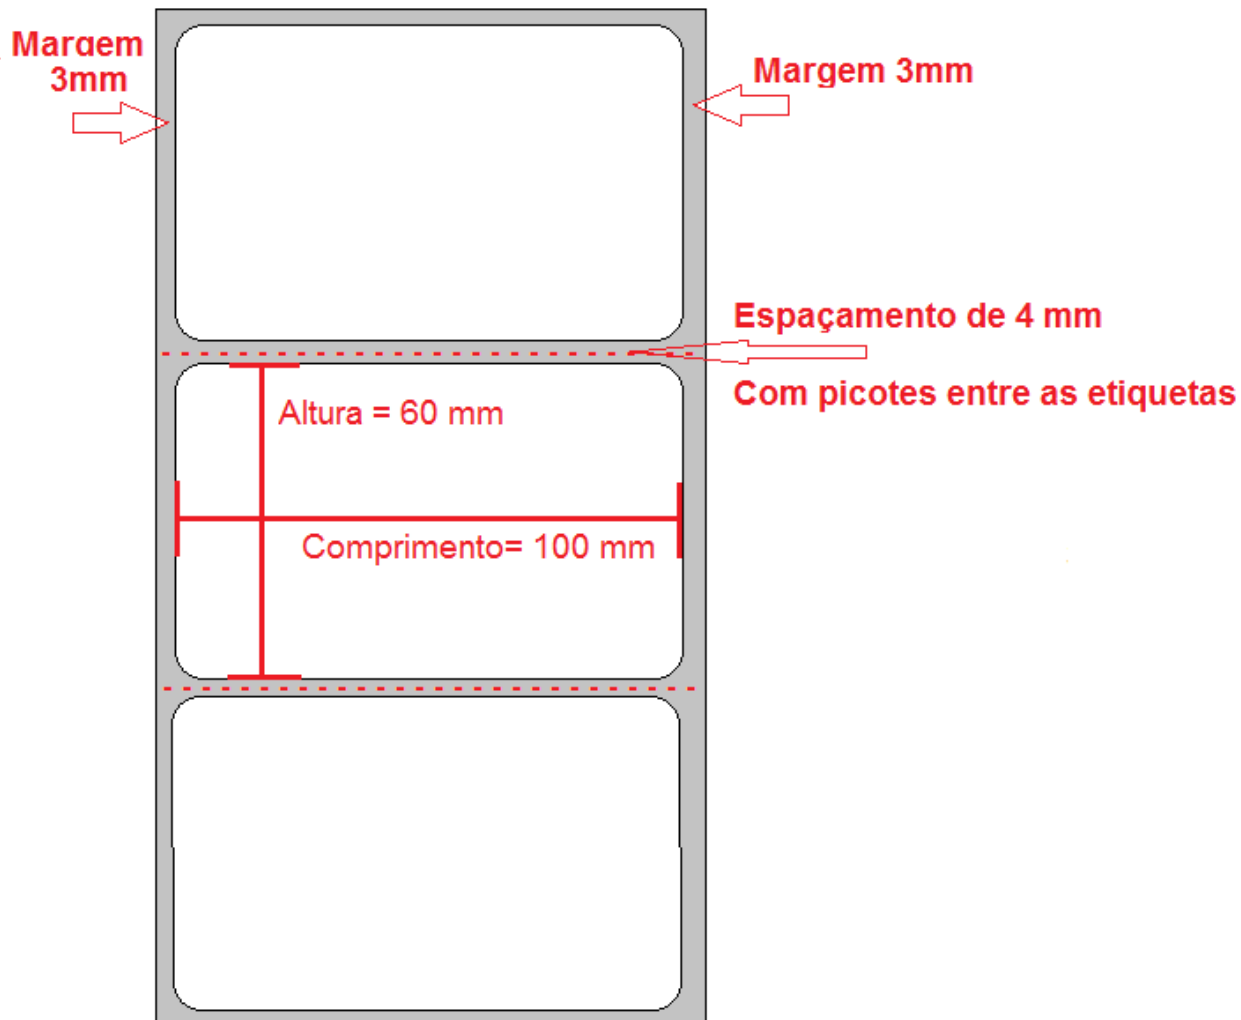 Margem
3mm
Margem 3mm
Espaçamento de 4 mm
Com picotes entre as etiquetas
Altura = 60 mm
Comprimento= 100 mm